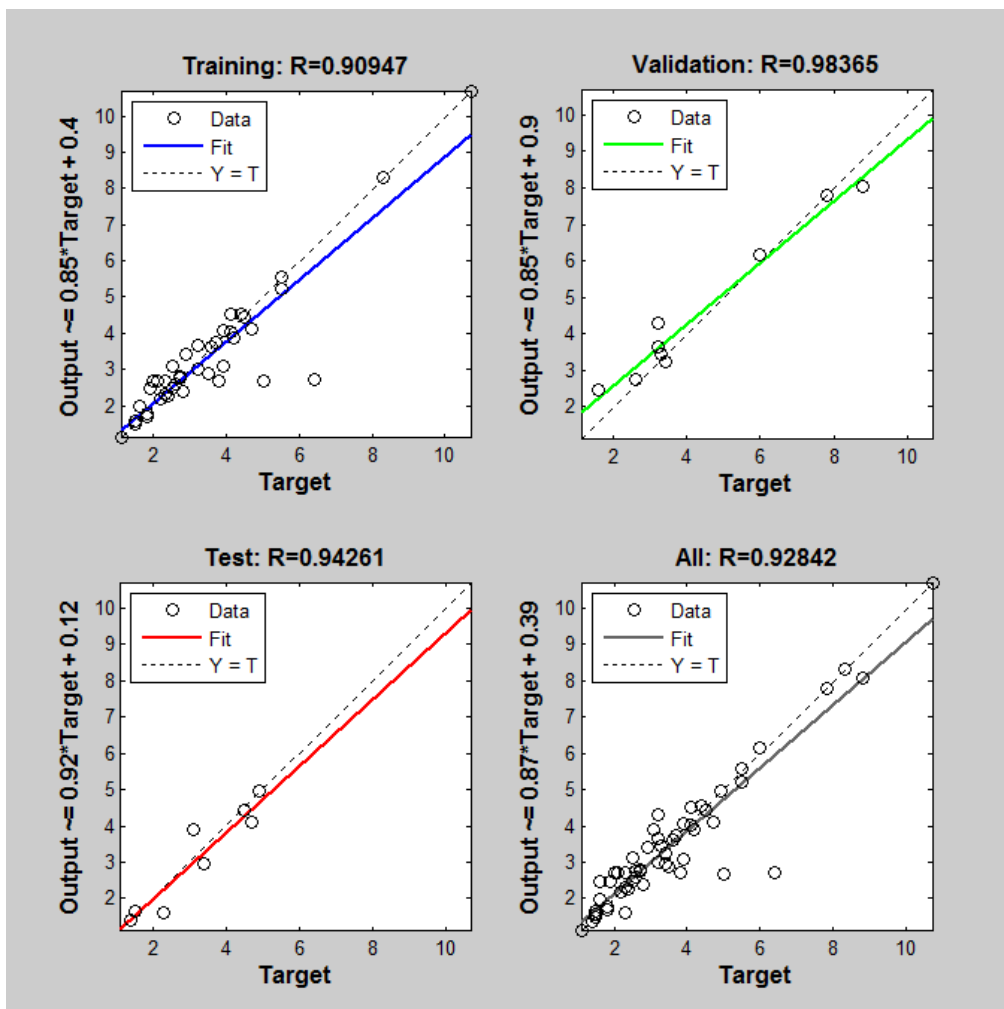 Training: R=0.90947
Output ~= 0.85*Target + 0.4
Data
Fit
Y = T
10
9
8
7
6
5
4
3
2
2 4 6 8 10
Target
Validation: R=0.98365
Output ~= 0.85*Target + 0.9
Data
Fit
Y = T
10
9
8
7
6
5
4
3
2
2 4 6 8 10
Target
Test: R=0.94261
Output ~= 0.92*Target + 0.12
Data
Fit
Y = T
10
9
8
7
6
5
4
3
2
2 4 6 8 10
Target
All: R=0.92842
Output ~= 0.87*Target + 0.39
Data
Fit
Y = T
10
9
8
7
6
5
4
3
2
2 4 6 8 10
Target